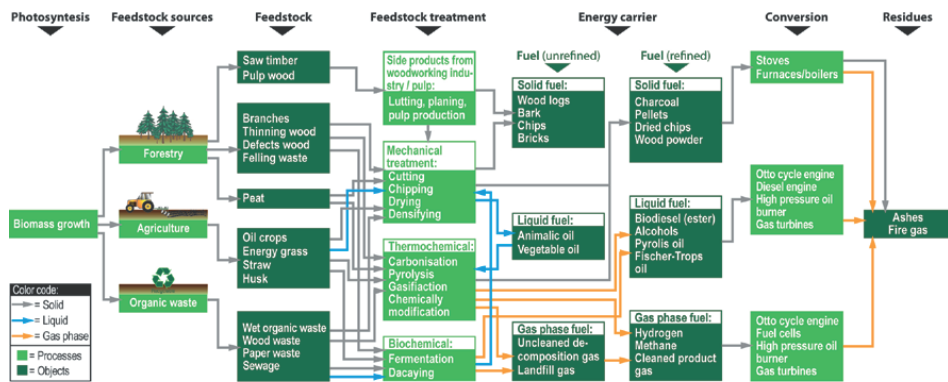 Photosyntesis
Feedstock sources
Feedstock
Feedstock treatment
Energy carrier
Conversion
Residues
Fuel (unrefined)
Fuel (refined)
Biomass growth
Forestry
Agriculture
Organic waste
Saw timber
Pulp wood
Branches
Thinning wood
Defects wood
Felling waste
Peat
Oil crops
Energy grass
Straw
Husk
Wet organic waste
Wood waste
Paper waste
Sewage
Side products from
woodworking indu-
stry / pulp:
Lutting, planing,
pulp production
Mechanical
treatment:
Cutting
Chipping
Drying
Densifying
Thermochemical:
Carbonisation
Pyrolysis
Gasifiaction
Chemically
modification
Biochemical:
Fermentation
Dacaying
Solid fuel:
Wood logs
Bark
Chips
Bricks
Liquid fuel:
Animalic oil
Vegetable oil
Gas phase fuel:
Uncleaned de-
composition gas
Landfill gas
Solid fuel:
Charcoal
Pellets
Dried chips
Wood powder
Liquid fuel:
Biodiesel (ester)
Alcohols
Pyrolis oil
Fischer-Trops
oil
Gas phase fuel:
Hydrogen
Methane
Cleaned product
gas
Stoves
Furnaces/boilers
Otto cycle engine
Diesel engine
High pressure oil
burner
Gas turbines
Otto cycle engine
Fuel cells
High pressure oil
burner
Gas turbines
Ashes
Fire gas
Color code:
= Solid
= Liquid
= Gas phase
= Processes
= Objects